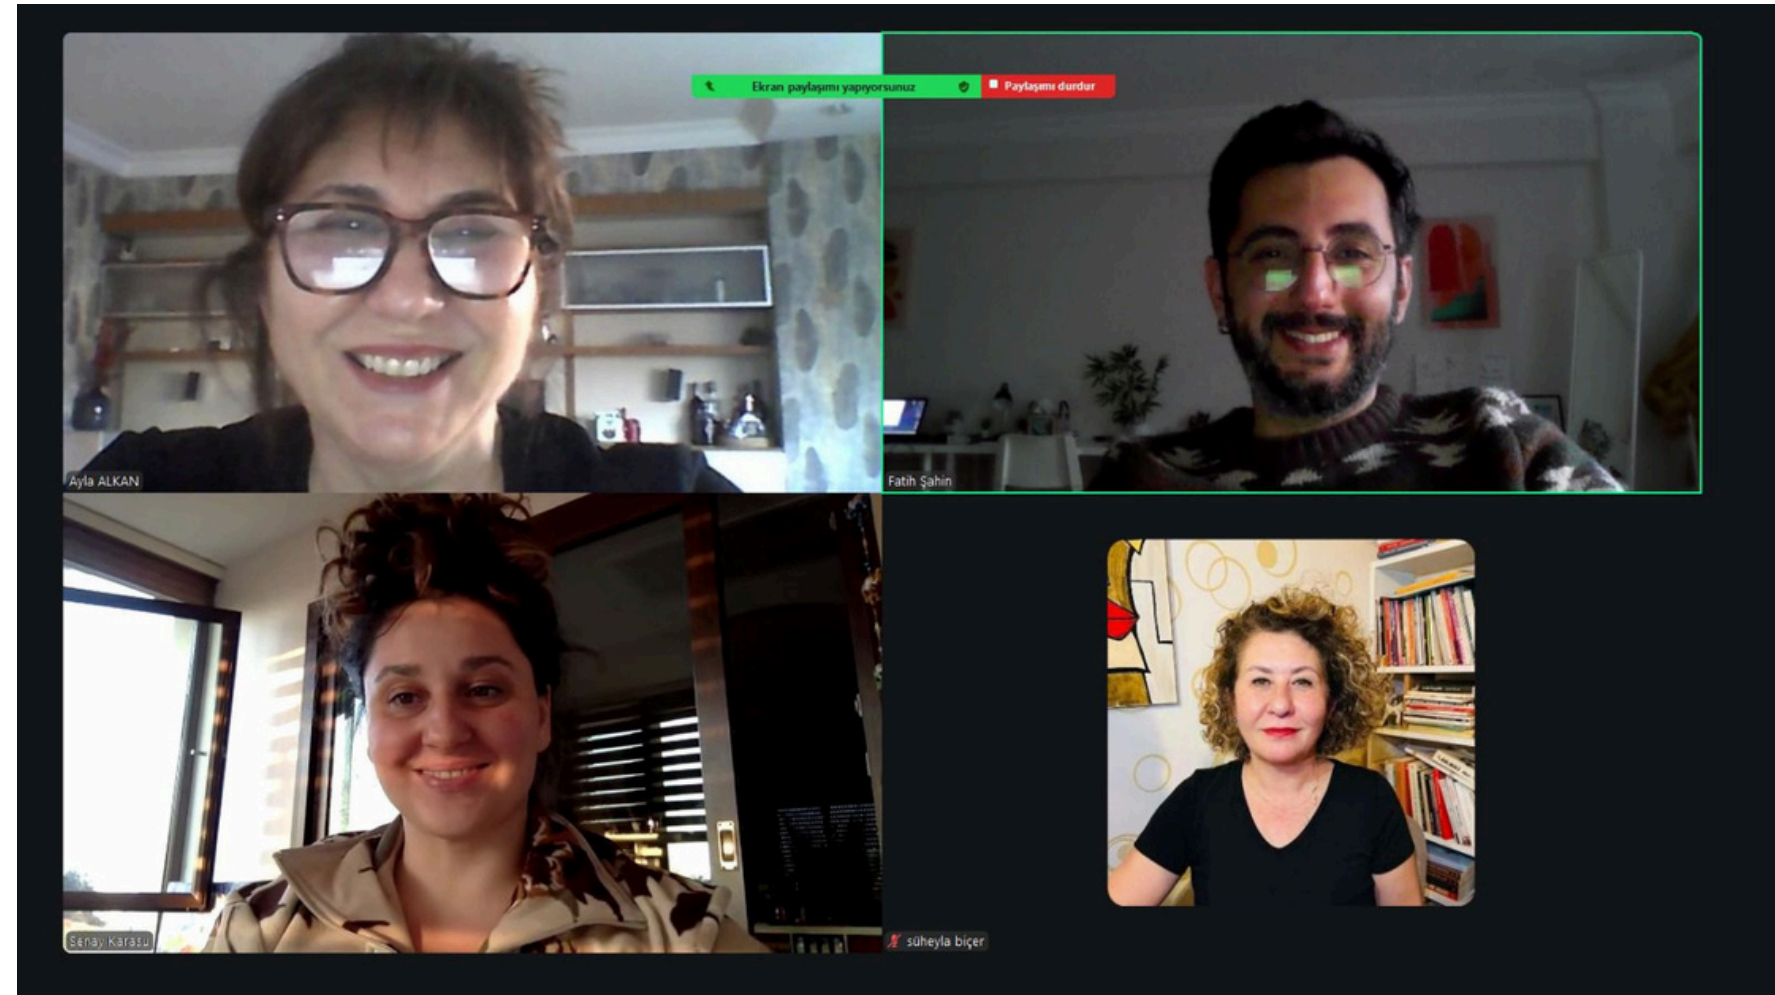 Ekran paylaşımı yapıyorsunuz
Paylaşımı durdur
Ayla ALKAN
Fatih Şahin
Senay Karasu
süheyla biçer